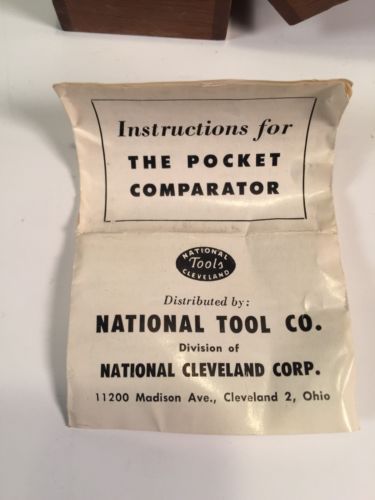 Instructions for
THE POCKET
COMPARATOR
NATIONAL
Tools
CLEVELAND
Distributed by:
NATIONAL TOOL CO.
Division of
NATIONAL CLEVELAND CORP.
11200 Madison Ave., Cleveland 2, Ohio